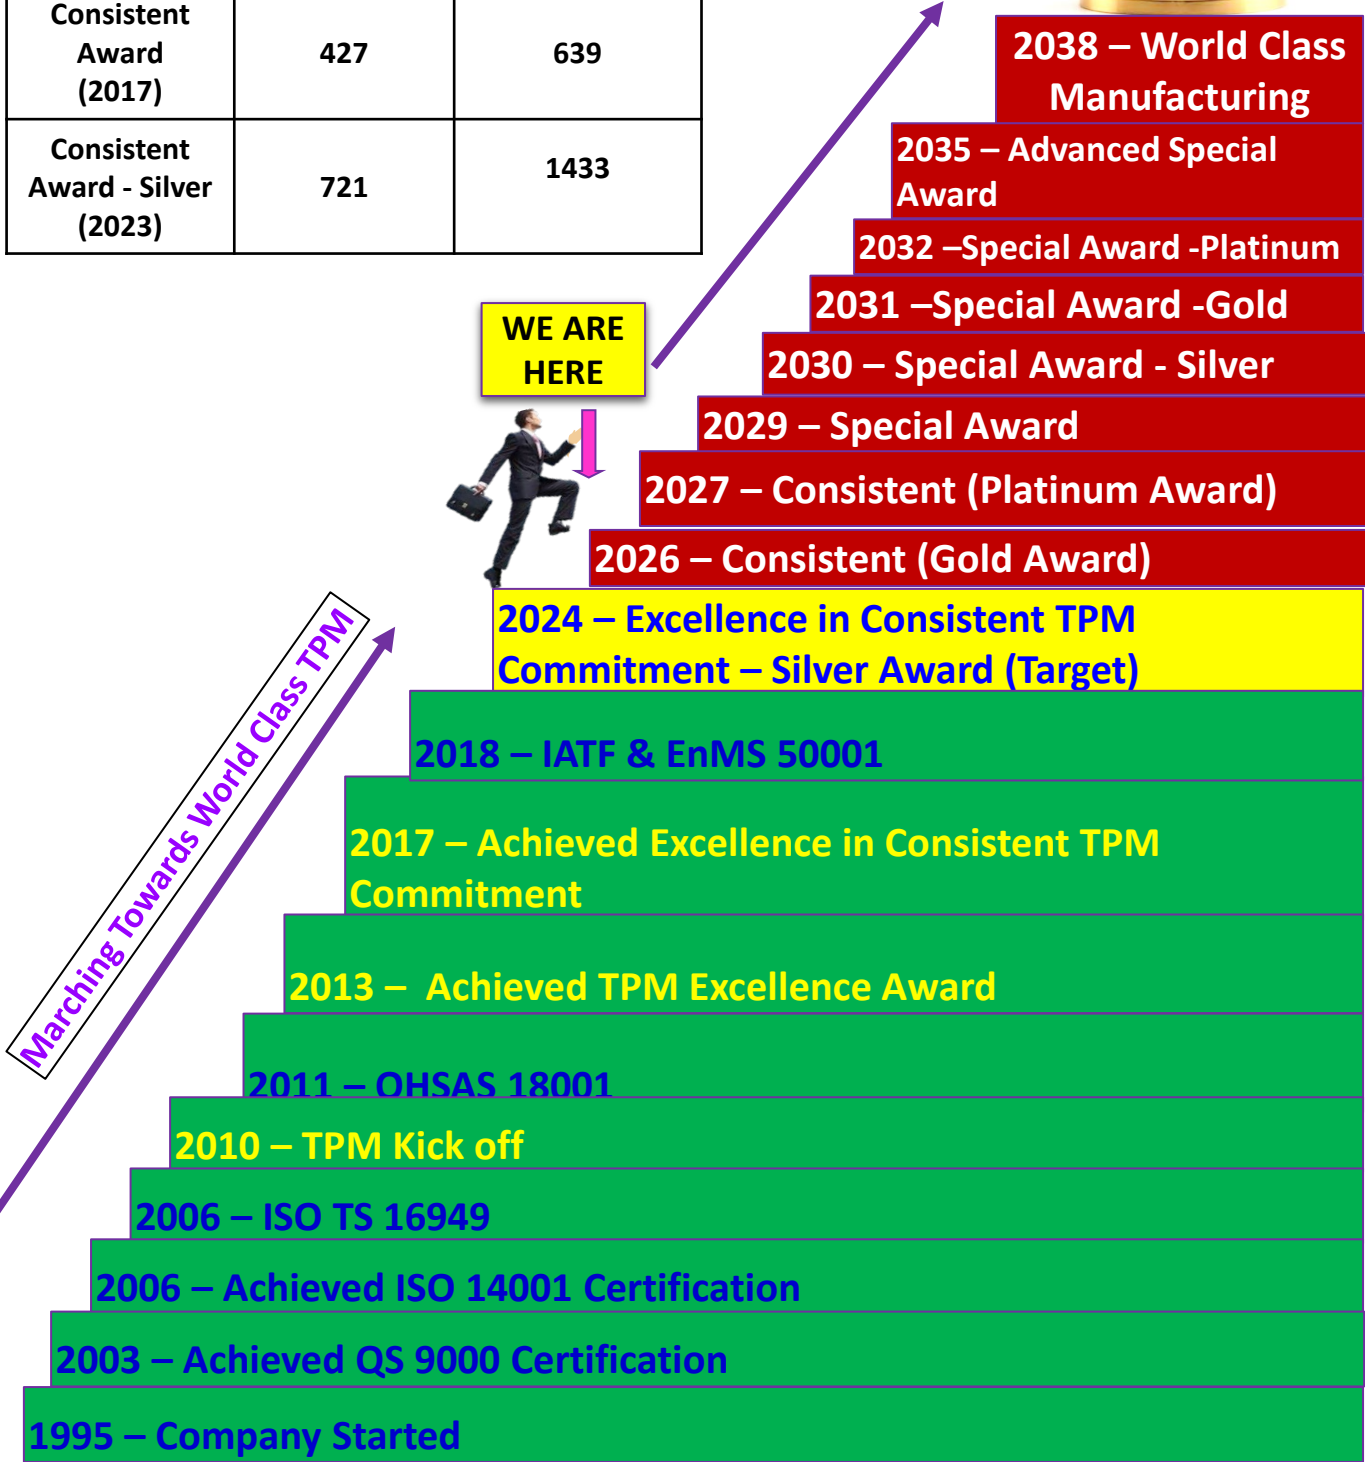 Consistent
Award
(2017)
427
639
Consistent
Award - Silver
(2023)
721
1433
2038 – World Class
Manufacturing
2035 – Advanced Special
Award
2032 –Special Award -Platinum
2031 –Special Award -Gold
WE ARE
HERE
2030 – Special Award - Silver
2029 – Special Award
2027 – Consistent (Platinum Award)
2026 – Consistent (Gold Award)
2024 – Excellence in Consistent TPM
Commitment – Silver Award (Target)
Marching Towards World Class TPM
2018 – IATF & EnMS 50001
2017 – Achieved Excellence in Consistent TPM
Commitment
2013 – Achieved TPM Excellence Award
2011 – OHSAS 18001
2010 – TPM Kick off
2006 – ISO TS 16949
2006 – Achieved ISO 14001 Certification
2003 – Achieved QS 9000 Certification
1995 – Company Started